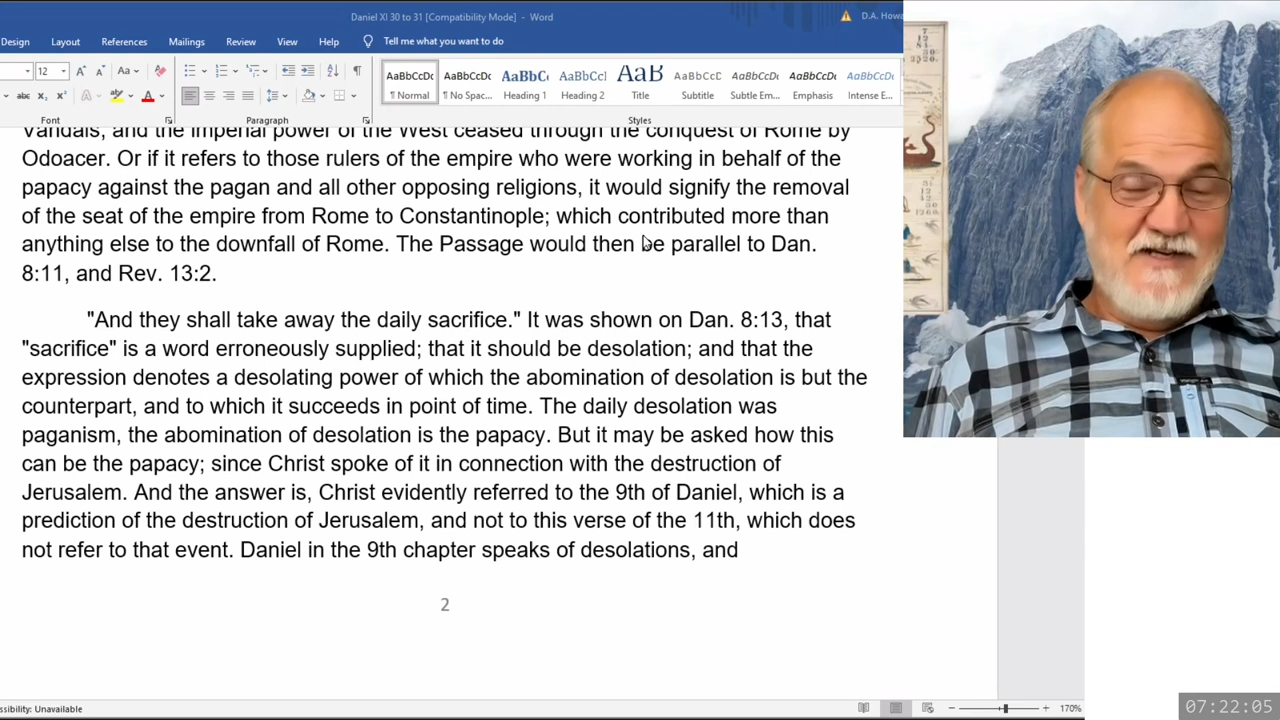 Daniel XI 30 to 31 [Compatibility Mode] - Word
D.A. Howa
Design Layout References Mailings Review View Help Tell me what you want to do
12 Aa
AaBbCcDc AaBbCcDc AaBbC AaBbCcC AaB AaBbCcD AaBbCcDc AaBbCcDc AaBbCcDc
¶ Normal ¶ No Spac... Heading 1 Heading 2 Title Subtitle Subtle Em... Emphasis Intense E...
abc A
Font Paragraph Styles
Vandals, and the imperial power of the West ceased through the conquest of Rome by
Odoacer. Or if it refers to those rulers of the empire who were working in behalf of the
papacy against the pagan and all other opposing religions, it would signify the removal
of the seat of the empire from Rome to Constantinople; which contributed more than
anything else to the downfall of Rome. The Passage would then be parallel to Dan.
8:11, and Rev. 13:2.
"And they shall take away the daily sacrifice." It was shown on Dan. 8:13, that
"sacrifice" is a word erroneously supplied; that it should be desolation; and that the
expression denotes a desolating power of which the abomination of desolation is but the
counterpart, and to which it succeeds in point of time. The daily desolation was
paganism, the abomination of desolation is the papacy. But it may be asked how this
can be the papacy; since Christ spoke of it in connection with the destruction of
Jerusalem. And the answer is, Christ evidently referred to the 9th of Daniel, which is a
prediction of the destruction of Jerusalem, and not to this verse of the 11th, which does
not refer to that event. Daniel in the 9th chapter speaks of desolations, and
2
ssibility: Unavailable
170%
07:22:05